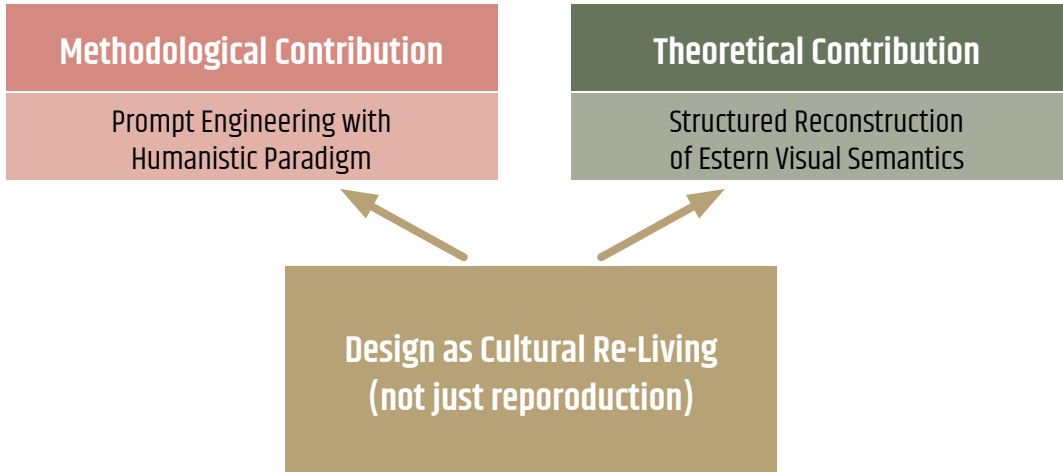 Methodological Contribution
Prompt Engineering with
Humanistic Paradigm
Theoretical Contribution
Structured Reconstruction
of Estern Visual Semantics
Design as Cultural Re-Living
(not just reporoduction)